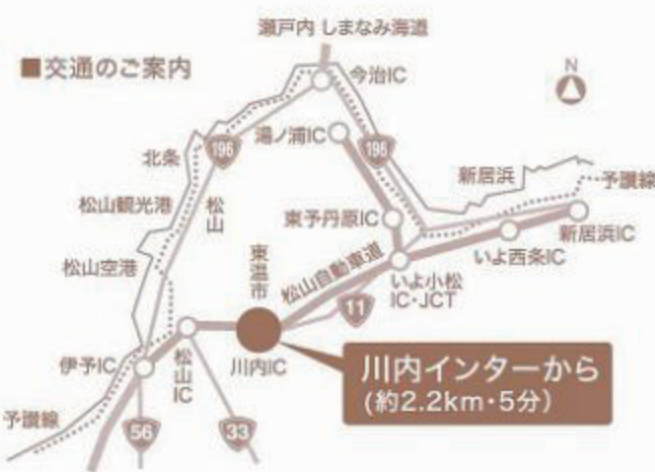 瀬戸内 しまなみ海道
■交通のご案内
N
今治IC
196
湯ノ浦IC
196
北条
新居浜
予讃線
松山観光港
松山
東予丹原IC
新居浜IC
いよ西条IC
松山空港
東温市
松山自動車道
いよ小松
IC・JCT
11
伊予IC
松山IC
川内IC
川内インターから
(約2.2km・5分)
予讃線
56
33